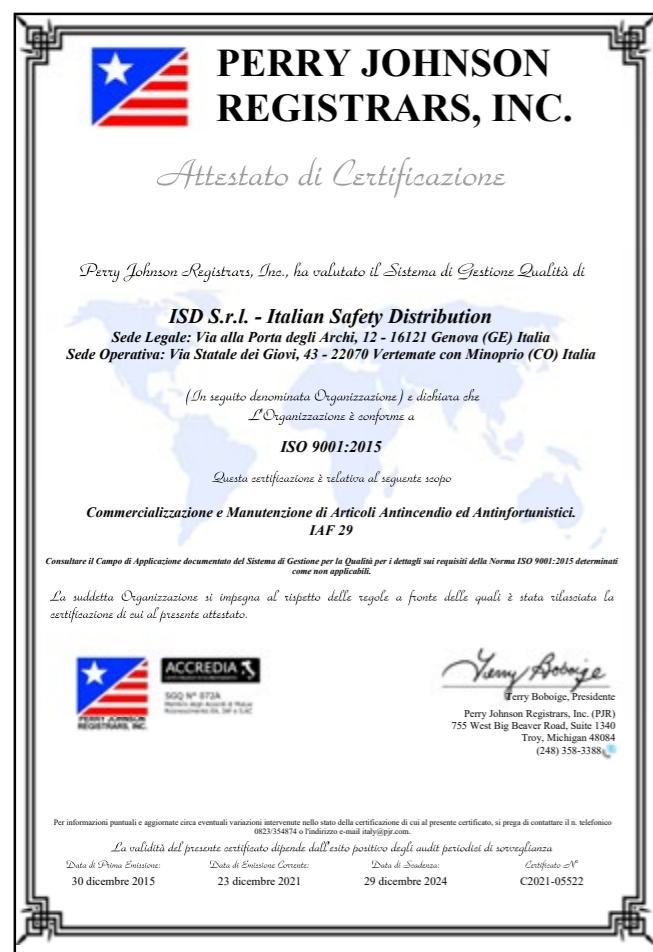 PERRY JOHNSON
REGISTRARS, INC.
Attestato di Certificazione
Perry Johnson Registrars, Inc., ha valutato il Sistema di Gestione Qualità di
ISD S.r.l. - Italian Safety Distribution
Sede Legale: Via alla Porta degli Archi, 12 - 16121 Genova (GE) Italia
Sede Operativa: Via Statale dei Giovi, 43 - 22070 Vertemate con Minoprio (CO) Italia
(In seguito denominata Organizzazione) e dichiara che
L'Organizzazione è conforme a
ISO 9001:2015
Questa certificazione è relativa al seguente scopo
Commercializzazione e Manutenzione di Articoli Antincendio ed Antinfortunistici.
IAF 29
Consultare il Campo di Applicazione documentato del Sistema di Gestione per la Qualità per i dettagli sui requisiti della Norma ISO 9001:2015 determinati
come non applicabili.
La suddetta Organizzazione si impegna al rispetto delle regole a fronte delle quali è stata rilasciata la
certificazione di cui al presente attestato.
PERRY JOHNSON
REGISTRARS, INC.
ACCREDIA
SGQ N° 072A
Membro degli Accordi di Mutuo
Riconoscimento EA, IAF e ILAC
Terry Boboige
Terry Boboige, Presidente
Perry Johnson Registrars, Inc. (PJR)
755 West Big Beaver Road, Suite 1340
Troy, Michigan 48084
(248) 358-3388
Per informazioni puntuali e aggiornate circa eventuali variazioni intervenute nello stato della certificazione di cui al presente certificato, si prega di contattare il n. telefonico
0823/354874 o l'indirizzo e-mail italy@pjr.com.
La validità del presente certificato dipende dall'esito positivo degli audit periodici di sorveglianza
Data di Prima Emissione: Data di Emissione Corrente: Data di Scadenza: Certificato N°
30 dicembre 2015 23 dicembre 2021 29 dicembre 2024 C2021-05522